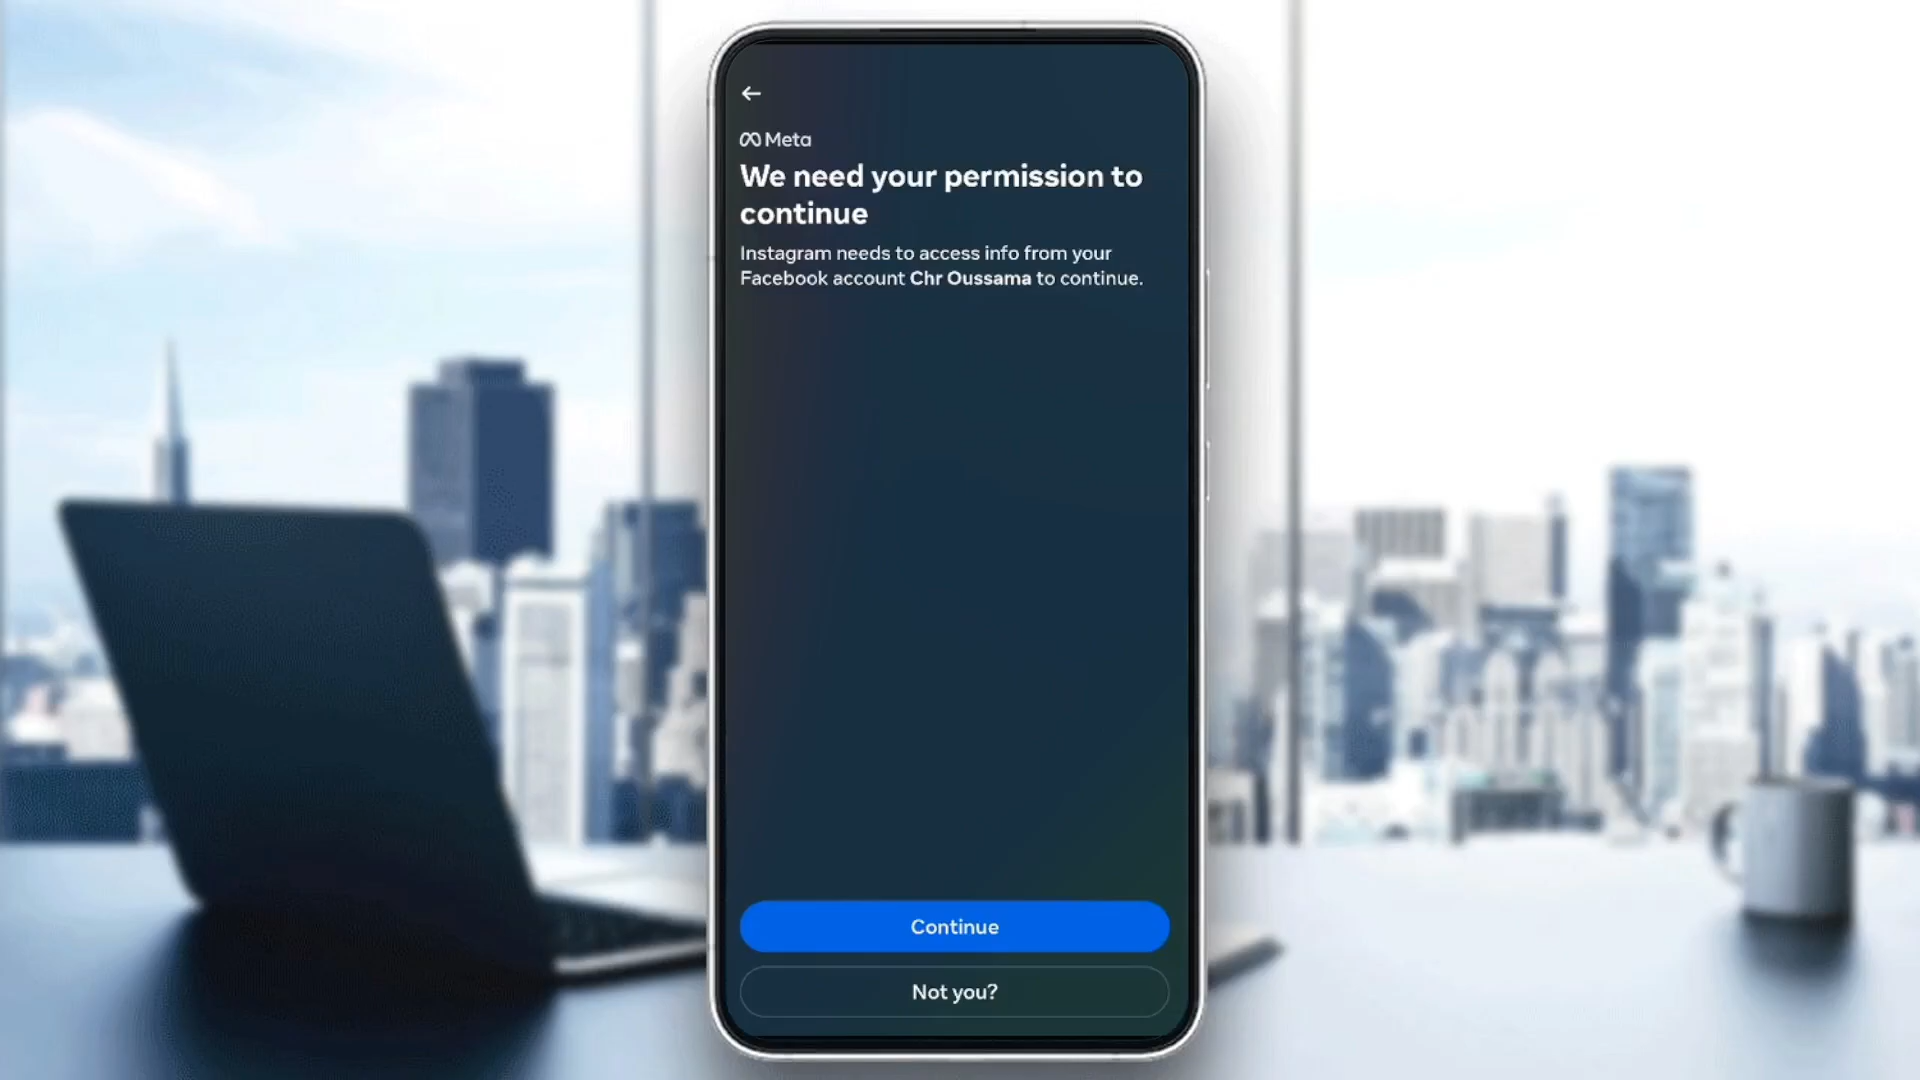 Meta
We need your permission to
continue
Instagram needs to access info from your
Facebook account Chr Oussama to continue.
Continue
Not you?